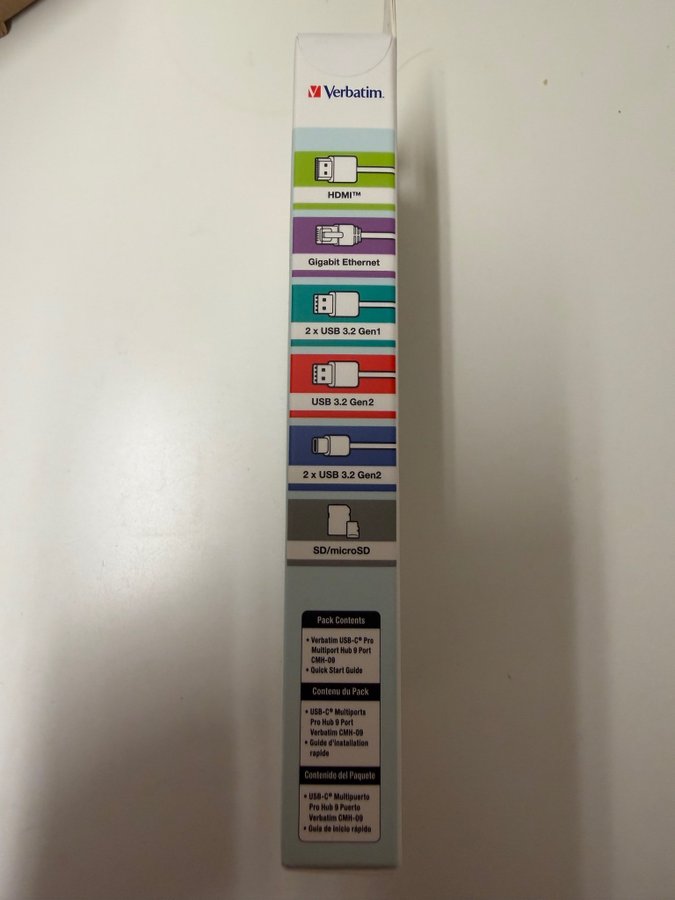 Verbatim.
HDMI™
Gigabit Ethernet
2 x USB 3.2 Gen1
USB 3.2 Gen2
2 x USB 3.2 Gen2
SD/microSD
Pack Contents
• Verbatim USB-C® Pro
Multiport Hub 9 Port
CMH-09
• Quick Start Guide
Contenu du Pack
• USB-C® Multiports
Pro Hub 9 Port
Verbatim CMH-09
• Guide d'installation
rapide
Contenido del Paquete
• USB-C® Multipuerto
Pro Hub 9 Puerto
Verbatim CMH-09
• Guía de inicio rápido